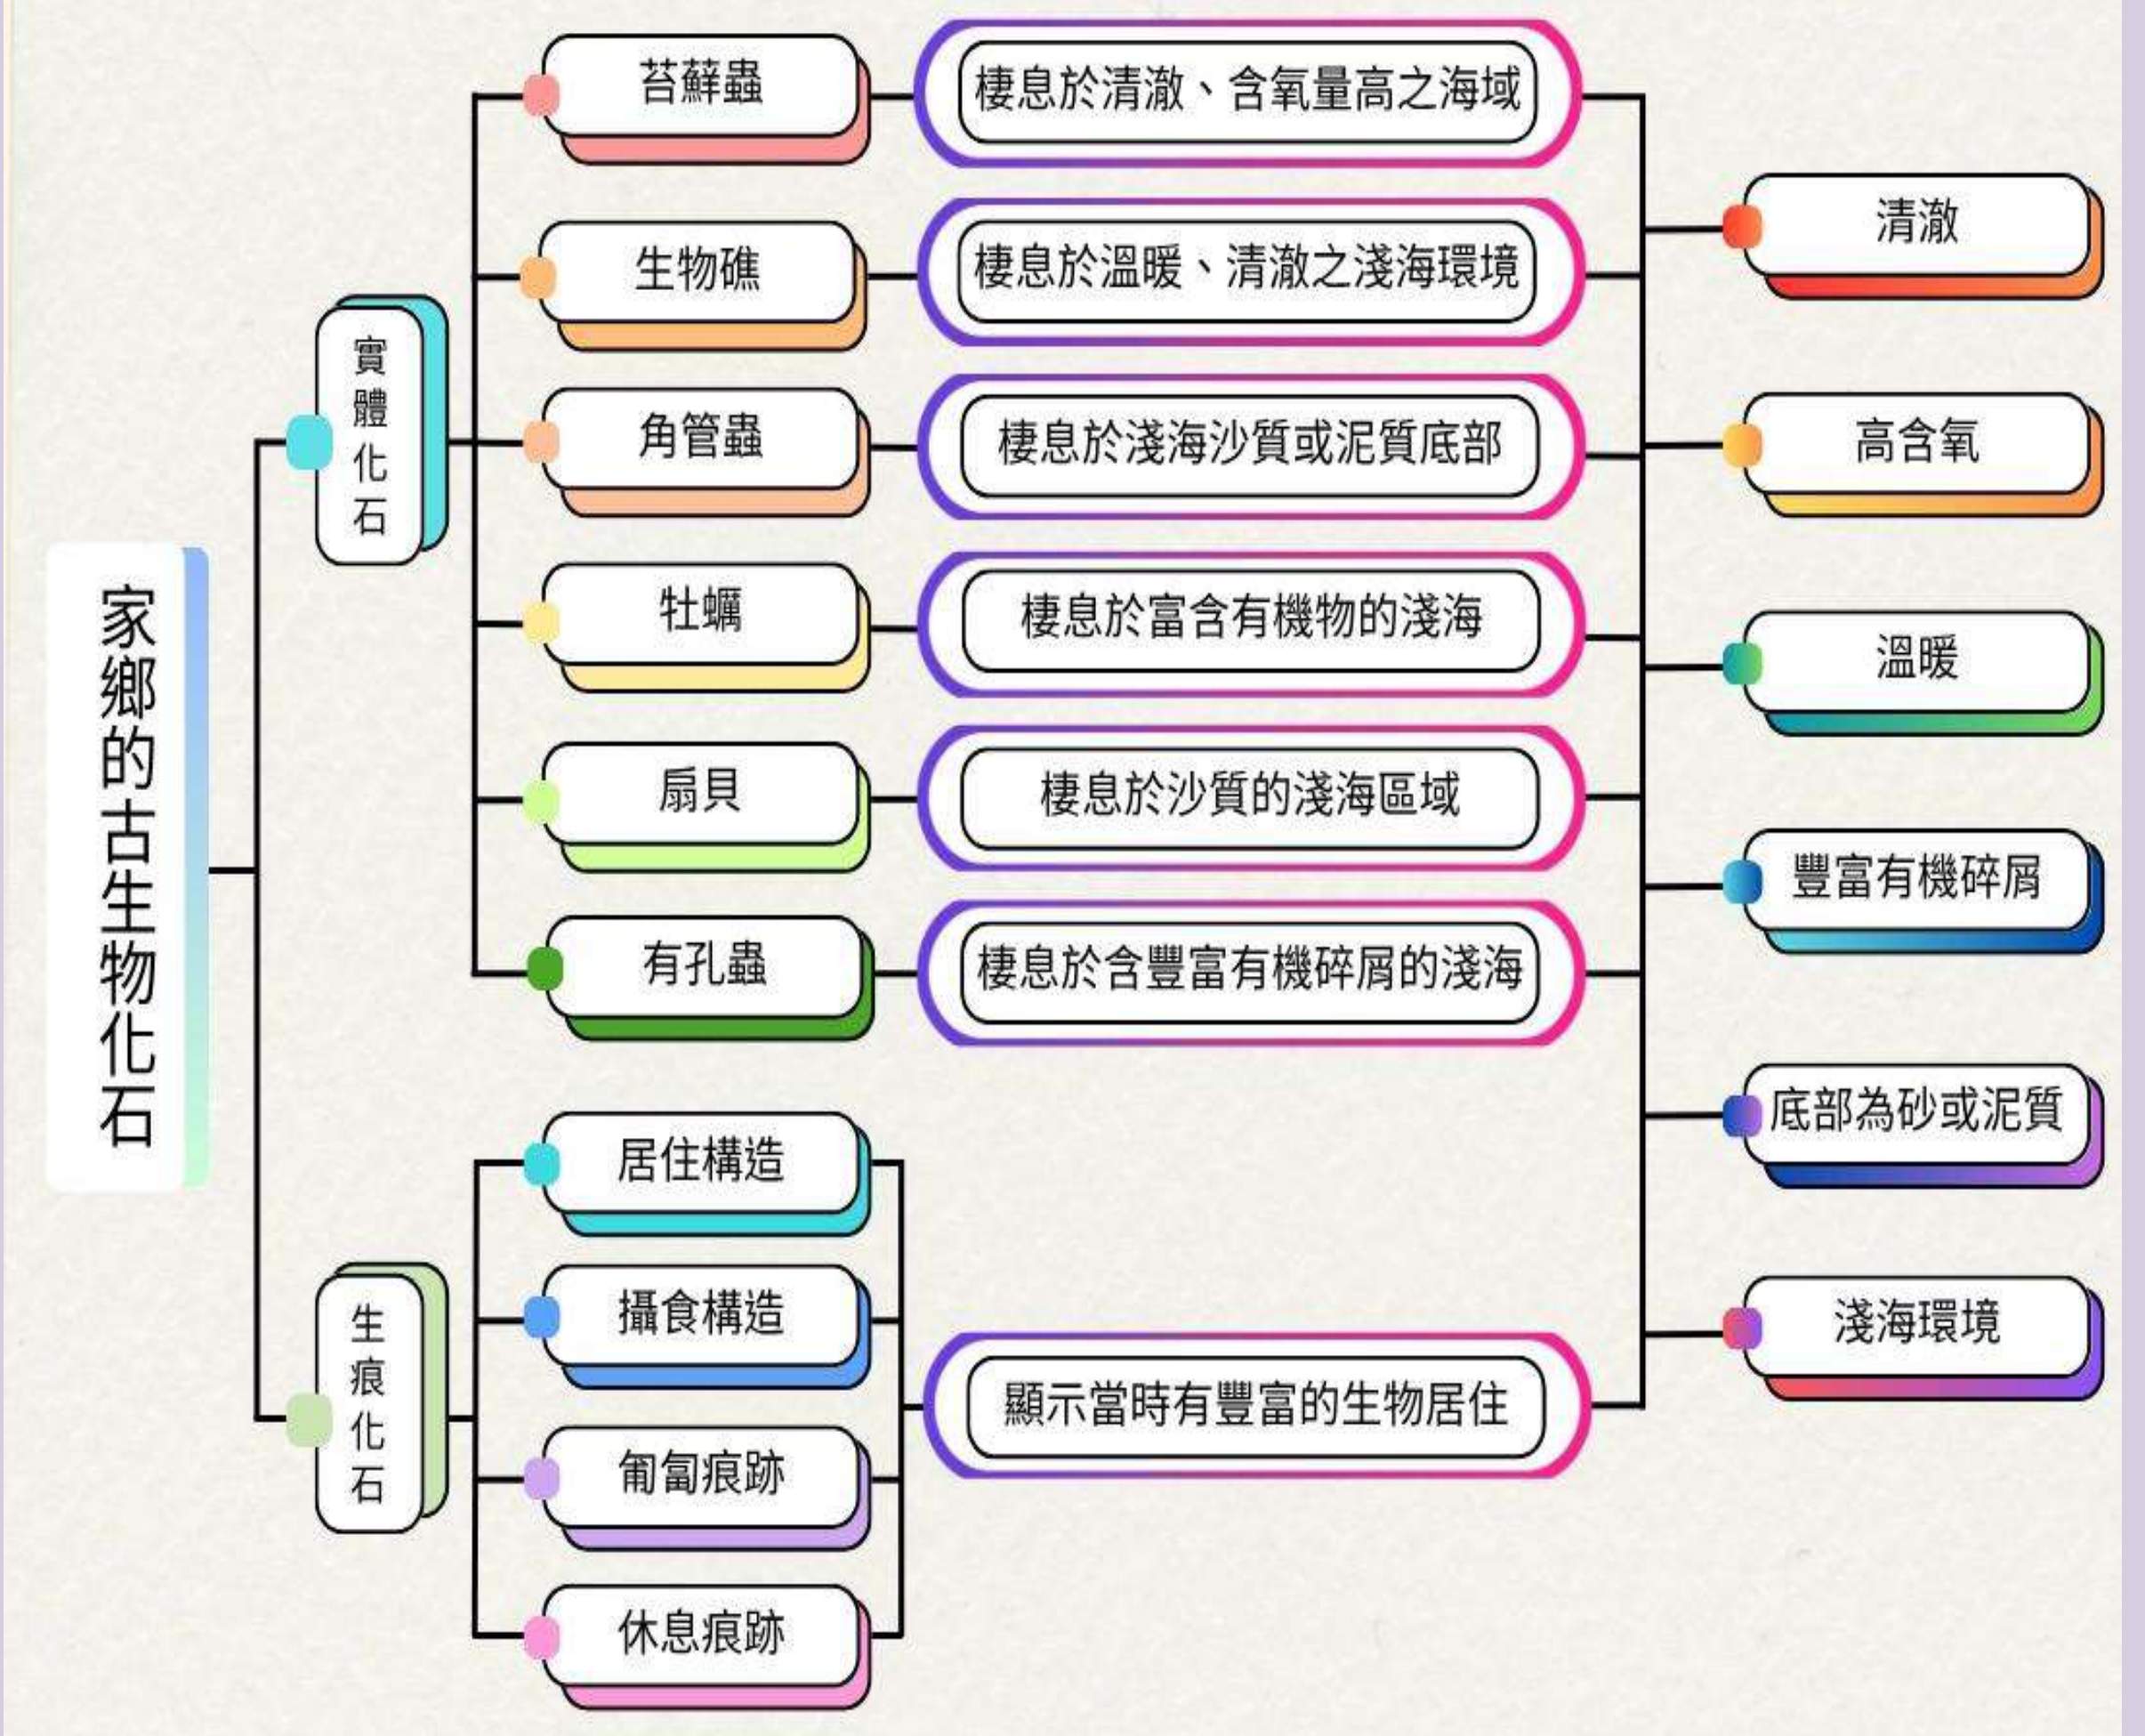 家鄉的古生物化石
實體化石
苔蘚蟲
棲息於清澈、含氧量高之海域
生物礁
棲息於溫暖、清澈之淺海環境
角管蟲
棲息於淺海沙質或泥質底部
牡蠣
棲息於富含有機物的淺海
扇貝
棲息於沙質的淺海區域
有孔蟲
棲息於含豐富有機碎屑的淺海
生痕化石
居住構造
攝食構造
匍匐痕跡
休息痕跡
顯示當時有豐富的生物居住
清澈
高含氧
溫暖
豐富有機碎屑
底部為砂或泥質
淺海環境